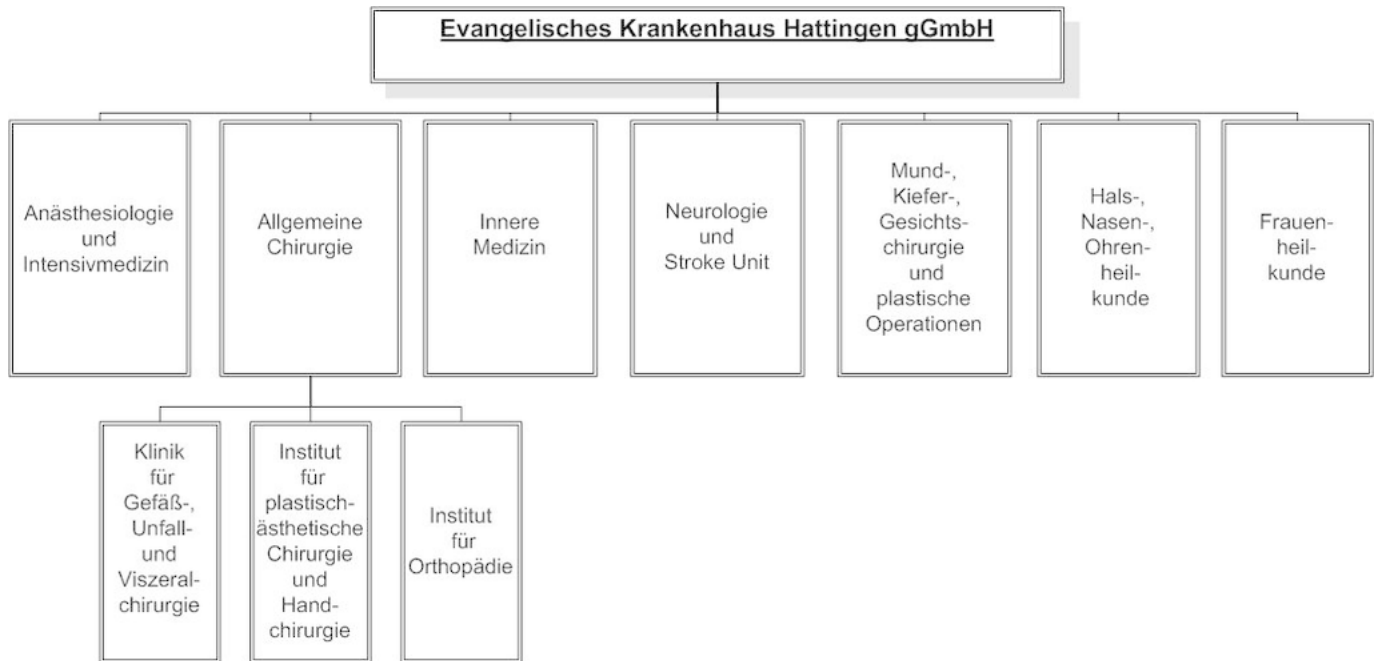 Evangelisches Krankenhaus Hattingen gGmbH
Anästhesiologie
und
Intensivmedizin
Allgemeine
Chirurgie
Innere
Medizin
Neurologie
und
Stroke Unit
Mund-,
Kiefer-,
Gesichts-
chirurgie
und
plastische
Operationen
Hals-,
Nasen-,
Ohren-
heil-
kunde
Frauen-
heil-
kunde
Klinik
für
Gefäß-,
Unfall-
und
Viszeral-
chirurgie
Institut
für
plastisch-
ästhetische
Chirurgie
und
Hand-
chirurgie
Institut
für
Orthopädie